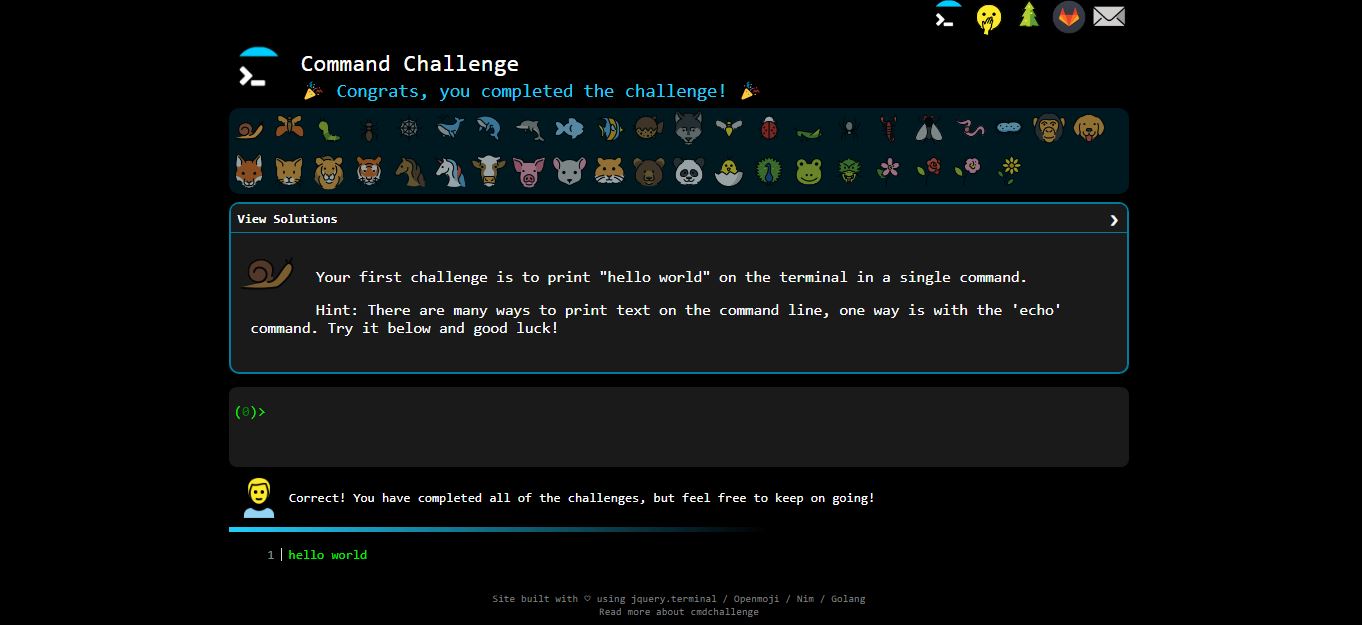 Command Challenge
Congrats, you completed the challenge!
View Solutions
Your first challenge is to print "hello world" on the terminal in a single command.
Hint: There are many ways to print text on the command line, one way is with the 'echo'
command. Try it below and good luck!
(0)>
Correct! You have completed all of the challenges, but feel free to keep on going!
1 hello world
Site built with ♡ using jquery.terminal / Openmoji / Nim / Golang
Read more about cmdchallenge